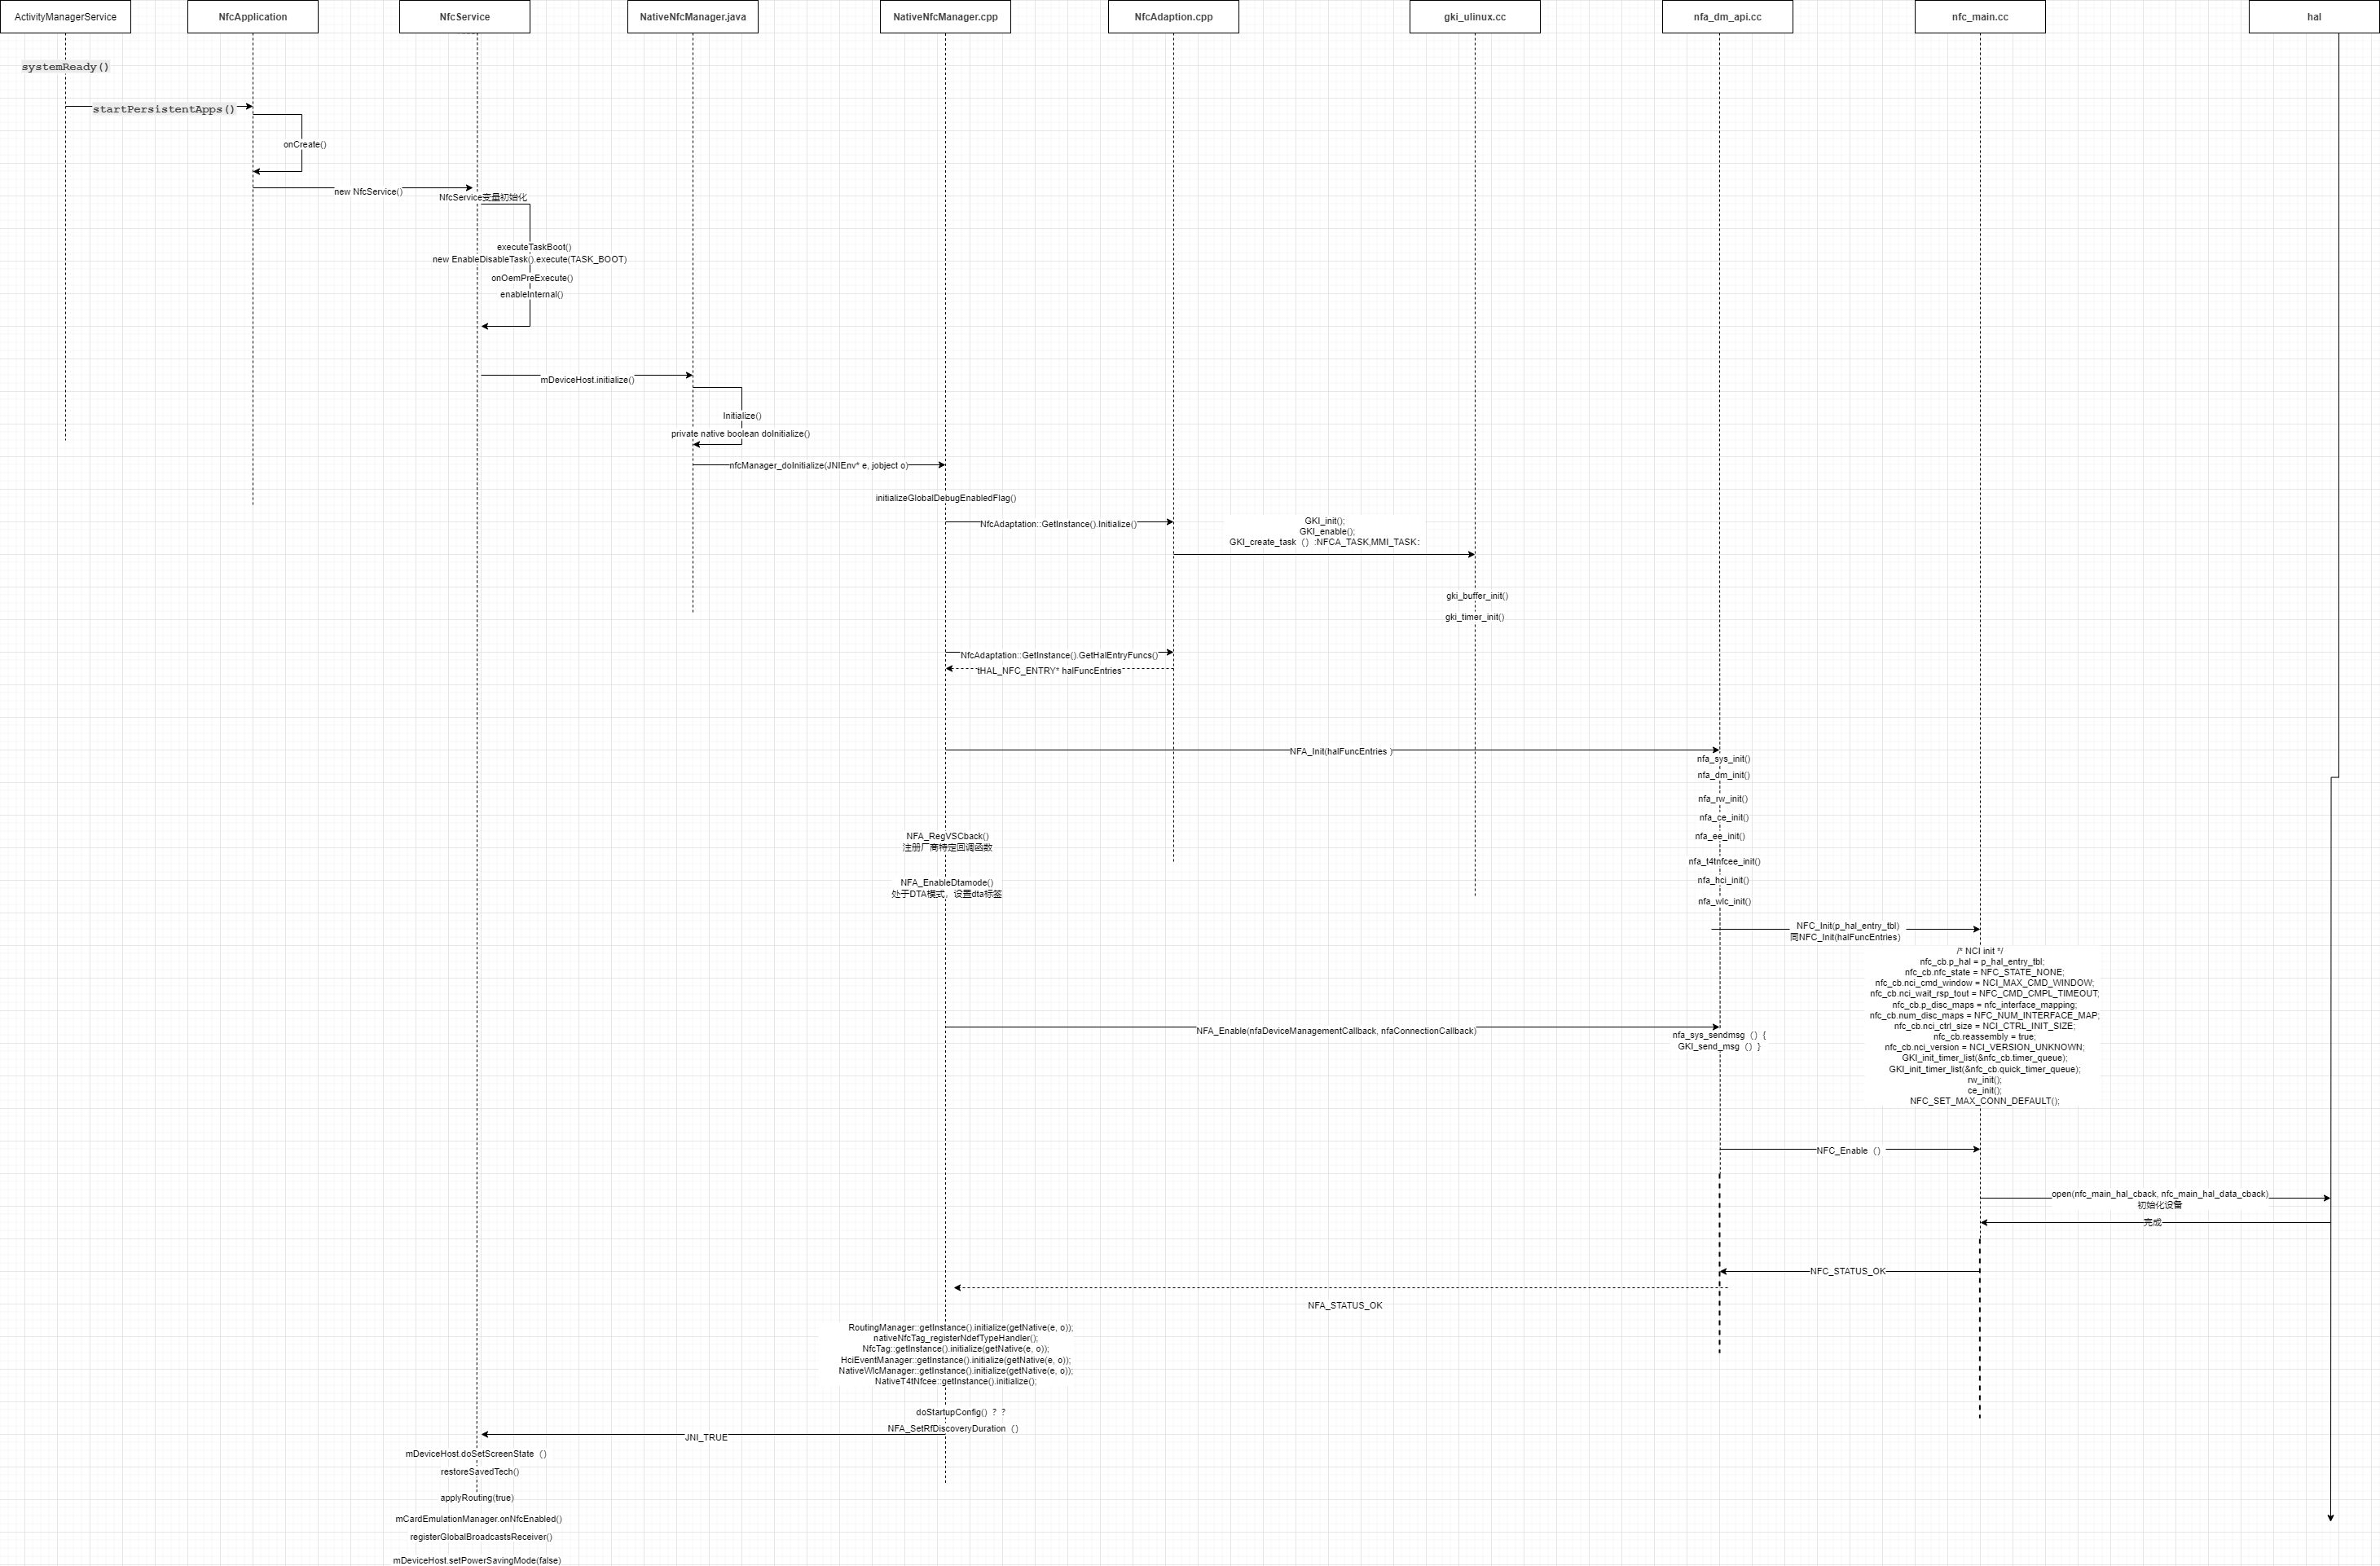 ActivityManagerService
NfcApplication
NfcService
NativeNfcManager.java
NativeNfcManager.cpp
NfcAdaption.cpp
gki_ulinux.cc
nfa_dm_api.cc
nfc_main.cc
hal
systemReady()
startPersistentApps()
onCreate()
new NfcService()
NfcService变量初始化
executeTaskBoot()
new EnableDisableTask().execute(TASK_BOOT)
onOemPreExecute()
enableInternal()
mDeviceHost.initialize()
Initialize()
private native boolean doInitialize()
nfcManager_doInitialize(JNIEnv* e, jobject o)
initializeGlobalDebugEnabledFlag()
NfcAdaptation::GetInstance().Initialize()
GKI_init();
GKI_enable();
GKI_create_task（）:NFCA_TASK,MMI_TASK:
gki_buffer_init()
gki_timer_init()
NfcAdaptation::GetInstance().GetHalEntryFuncs()
tHAL_NFC_ENTRY* halFuncEntries
NFA_Init(halFuncEntries )
nfa_sys_init()
nfa_dm_init()
nfa_rw_init()
nfa_ce_init()
nfa_ee_init()
nfa_t4tnfcee_init()
nfa_hci_init()
nfa_wlc_init()
NFA_RegVSCback()
注册厂商特定回调函数
NFA_EnableDtamode()
处于DTA模式，设置dta标签
NFC_Init(p_hal_entry_tbl)
同NFC_Init(halFuncEntries)
/* NCI init */
nfc_cb.p_hal = p_hal_entry_tbl;
nfc_cb.nfc_state = NFC_STATE_NONE;
nfc_cb.nci_cmd_window = NCI_MAX_CMD_WINDOW;
nfc_cb.nci_wait_rsp_tout = NFC_CMD_CMPL_TIMEOUT;
nfc_cb.p_disc_maps = nfc_interface_mapping;
nfc_cb.num_disc_maps = NFC_NUM_INTERFACE_MAP;
nfc_cb.nci_ctrl_size = NCI_CTRL_INIT_SIZE;
nfc_cb.reassembly = true;
nfc_cb.nci_version = NCI_VERSION_UNKNOWN;
GKI_init_timer_list(&nfc_cb.timer_queue);
GKI_init_timer_list(&nfc_cb.quick_timer_queue);
rw_init();
ce_init();
NFC_SET_MAX_CONN_DEFAULT();
NFA_Enable(nfaDeviceManagementCallback, nfaConnectionCallback)
nfa_sys_sendmsg（）{
GKI_send_msg（）}
NFC_Enable（）
open(nfc_main_hal_cback, nfc_main_hal_data_cback)
初始化设备
完成
NFC_STATUS_OK
NFA_STATUS_OK
RoutingManager::getInstance().initialize(getNative(e, o));
nativeNfcTag_registerNdefTypeHandler();
NfcTag::getInstance().initialize(getNative(e, o));
HciEventManager::getInstance().initialize(getNative(e, o));
NativeWlcManager::getInstance().initialize(getNative(e, o));
NativeT4tNfcee::getInstance().initialize();
doStartupConfig() ？？
NFA_SetRfDiscoveryDuration（）
JNI_TRUE
mDeviceHost.doSetScreenState（）
restoreSavedTech()
applyRouting(true)
mCardEmulationManager.onNfcEnabled()
registerGlobalBroadcastsReceiver()
mDeviceHost.setPowerSavingMode(false)